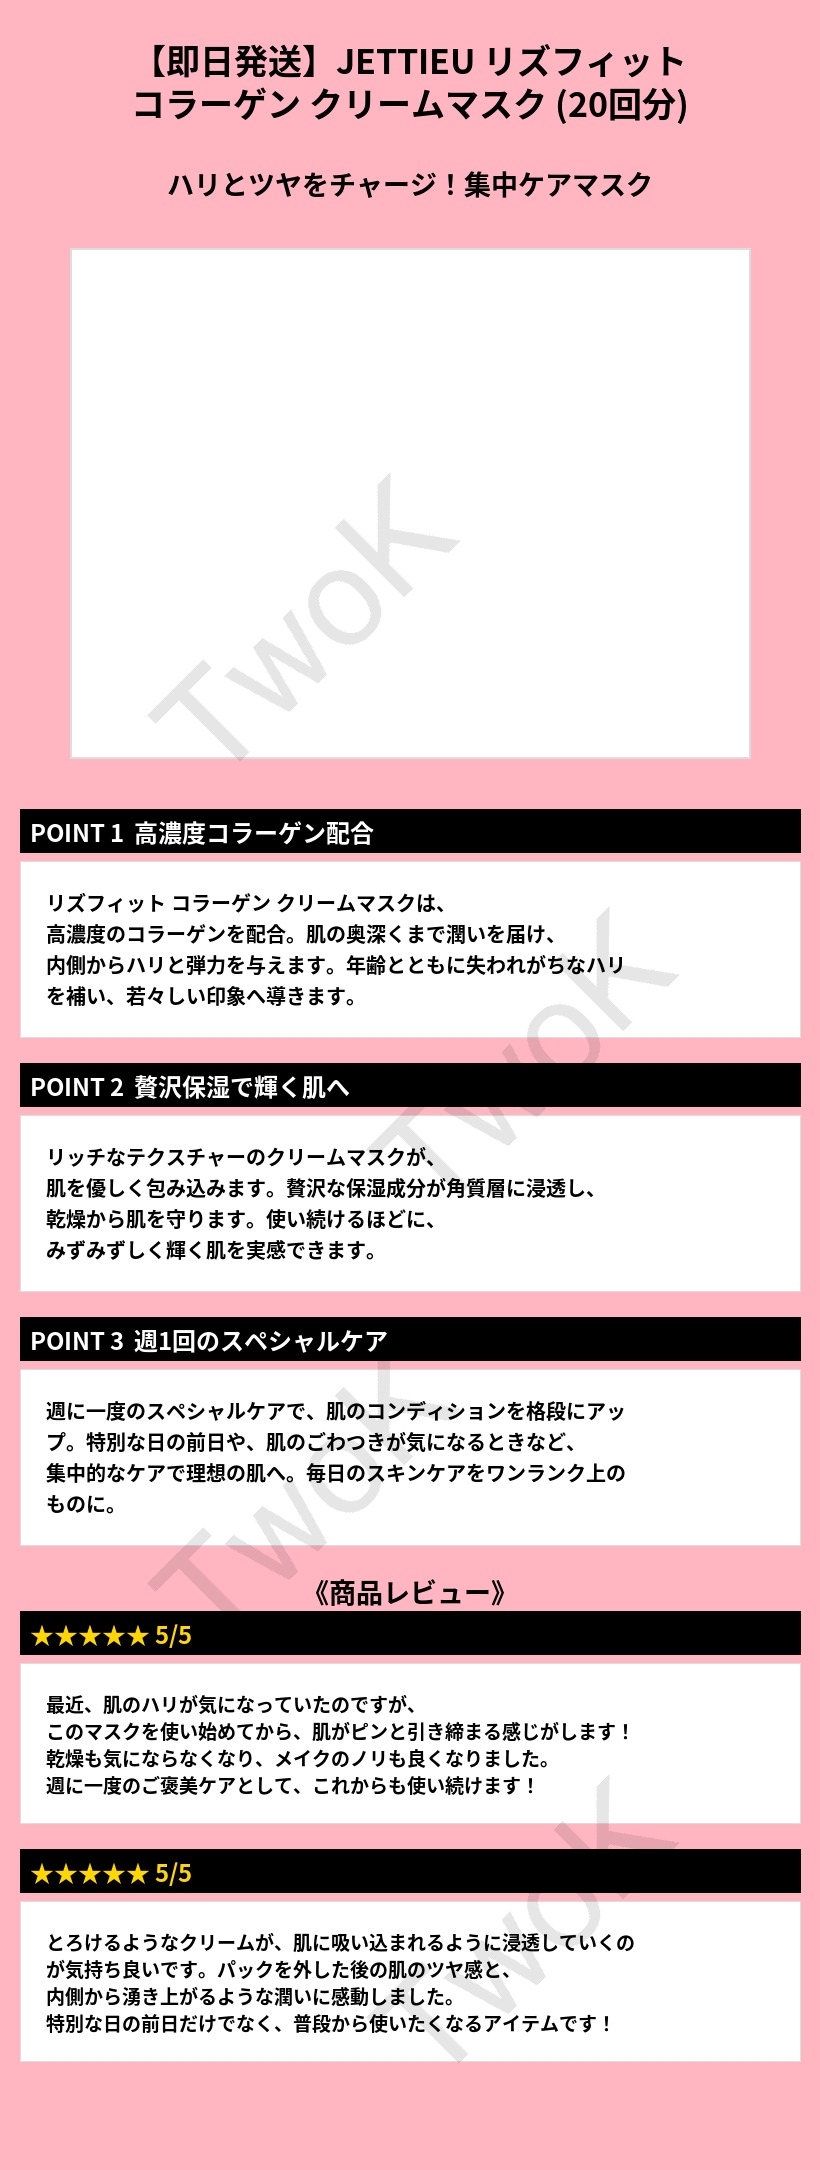 【即日発送】JETTIEU リズフィット
コラーゲン クリームマスク (20回分)
ハリとツヤをチャージ！集中ケアマスク
TwoK
POINT 1 高濃度コラーゲン配合
リズフィット コラーゲン クリームマスクは、
高濃度のコラーゲンを配合。肌の奥深くまで潤いを届け、
内側からハリと弾力を与えます。年齢とともに失われがちなハリ
を補い、若々しい印象へ導きます。
TwoK
POINT 2 贅沢保湿で輝く肌へ
リッチなテクスチャーのクリームマスクが、
肌を優しく包み込みます。贅沢な保湿成分が角質層に浸透し、
乾燥から肌を守ります。使い続けるほどに、
みずみずしく輝く肌を実感できます。
POINT 3 週1回のスペシャルケア
週に一度のスペシャルケアで、肌のコンディションを格段にアッ
プ。特別な日の前日や、肌のごわつきが気になるときなど、
集中的なケアで理想の肌へ。毎日のスキンケアをワンランク上の
ものに。
TwoK
《商品レビュー》
★★★★★ 5/5
最近、肌のハリが気になっていたのですが、
このマスクを使い始めてから、肌がピンと引き締まる感じがします！
乾燥も気にならなくなり、メイクのノリも良くなりました。
週に一度のご褒美ケアとして、これからも使い続けます！
★★★★★ 5/5
とろけるようなクリームが、肌に吸い込まれるように浸透していくの
が気持ち良いです。パックを外した後の肌のツヤ感と、
内側から湧き上がるような潤いに感動しました。
特別な日の前日だけでなく、普段から使いたくなるアイテムです！
TwoK